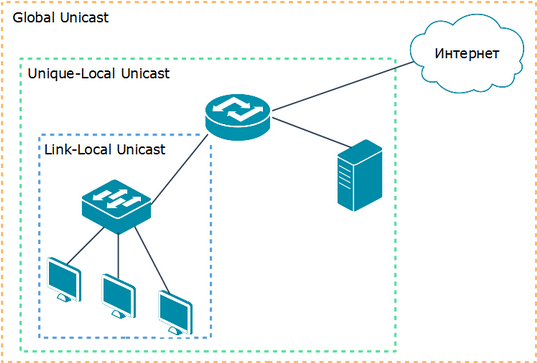 Global Unicast
Интернет
Unique-Local Unicast
Link-Local Unicast